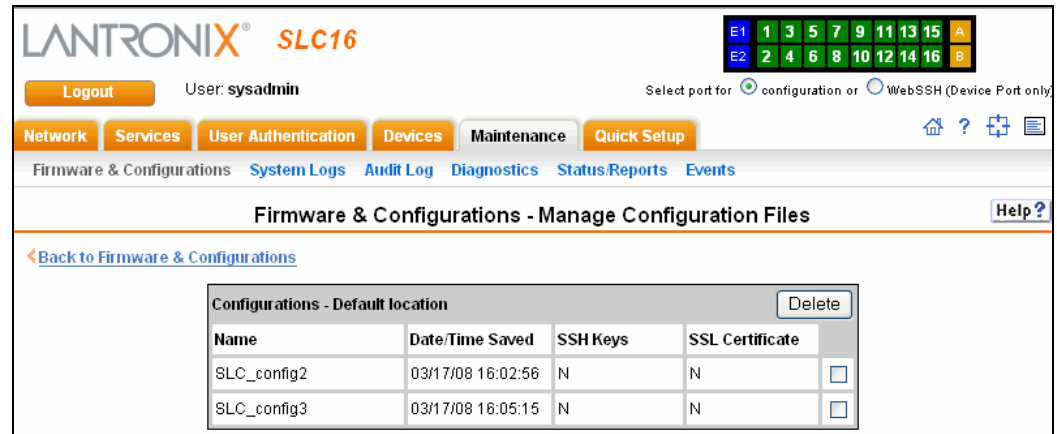 LANTRONIX® SLC16
E1 1 3 5 7 9 11 13 15 A
E2 2 4 6 8 10 12 14 16 B
Logout User: sysadmin Select port for configuration or WebSSH (Device Port only)
Network Services User Authentication Devices Maintenance Quick Setup ?
Firmware & Configurations System Logs Audit Log Diagnostics Status/Reports Events
Firmware & Configurations - Manage Configuration Files Help?
Back to Firmware & Configurations
Configurations - Default location Delete
Name Date/Time Saved SSH Keys SSL Certificate
SLC_config2 03/17/08 16:02:56 N N
SLC_config3 03/17/08 16:05:15 N N